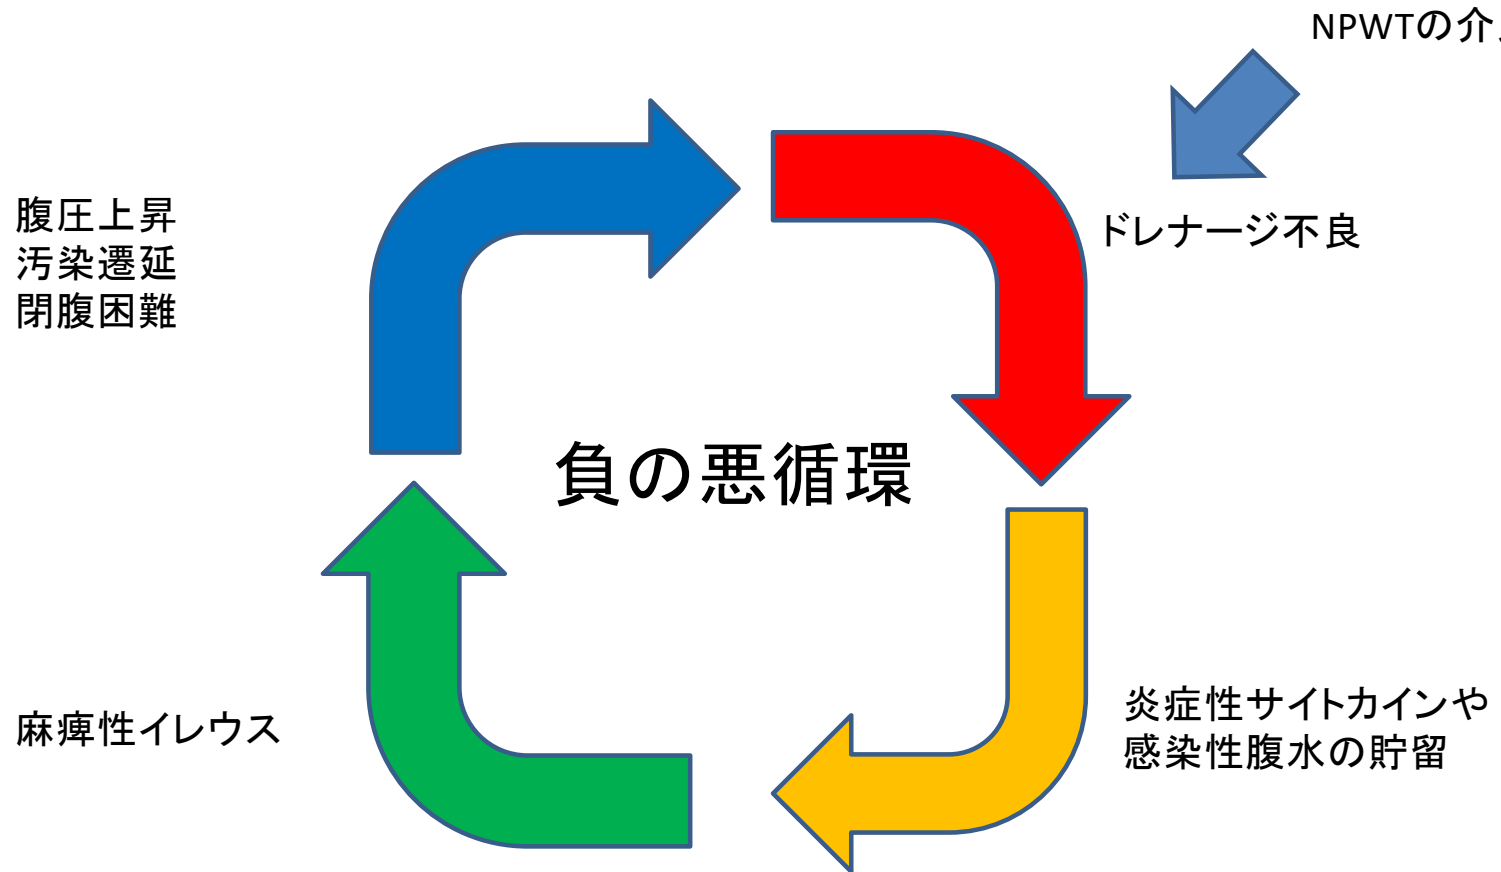 NPWTの介
腹圧上昇
汚染遷延
閉腹困難
ドレナージ不良
負の悪循環
麻痺性イレウス
炎症性サイトカインや
感染性腹水の貯留